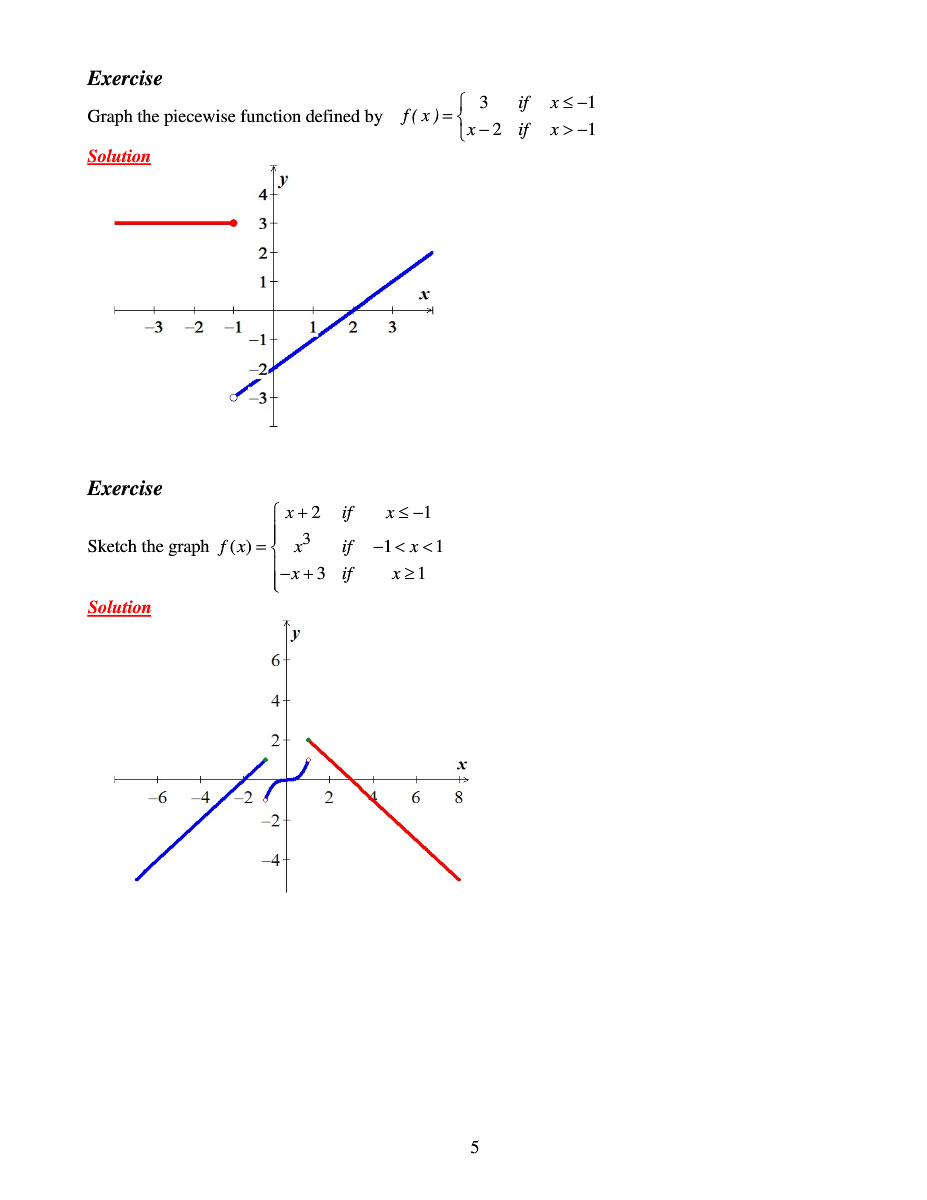 Exercise
Graph the piecewise function defined by f(x) = { 3 if x ≤ −1
x − 2 if x > −1
Solution
y
4
3
2
1
x
−3 −2 −1 1 2 3
−1
−2
−3
Exercise
x + 2 if x ≤ −1
Sketch the graph f(x) = { x³ if −1 < x < 1
−x + 3 if x ≥ 1
Solution
y
6
4
2
x
−6 −4 −2 2 4 6 8
−2
−4
5